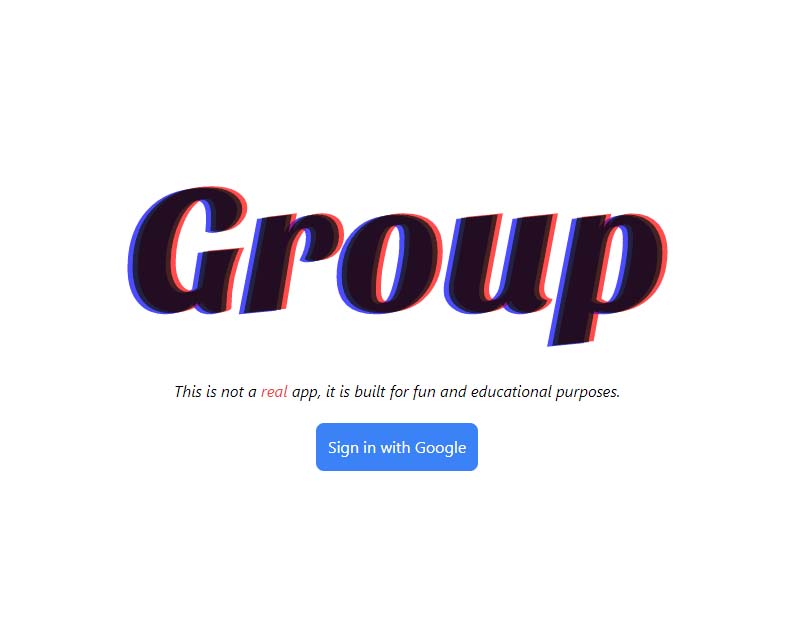 Group
This is not a real app, it is built for fun and educational purposes.
Sign in with Google